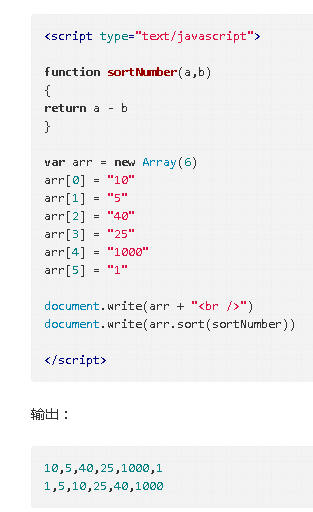 <script type="text/javascript">
function sortNumber(a,b)
{
return a - b
}
var arr = new Array(6)
arr[0] = "10"
arr[1] = "5"
arr[2] = "40"
arr[3] = "25"
arr[4] = "1000"
arr[5] = "1"
document.write(arr + "<br />")
document.write(arr.sort(sortNumber))
</script>
输出：
10,5,40,25,1000,1
1,5,10,25,40,1000